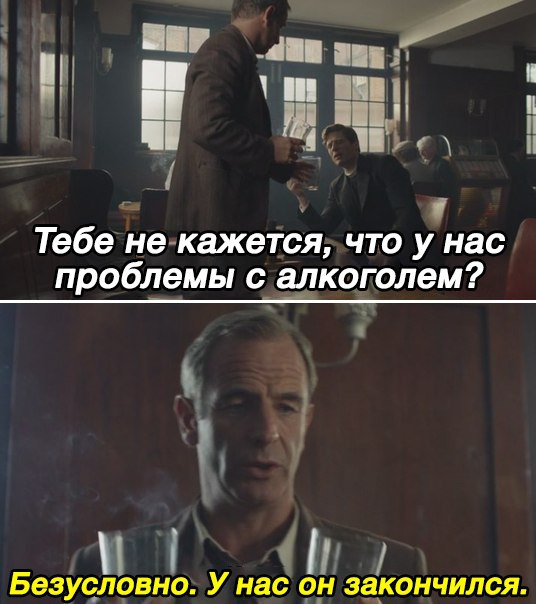 Тебе не кажется, что у нас
проблемы с алкоголем?
Безусловно. У нас он закончился.